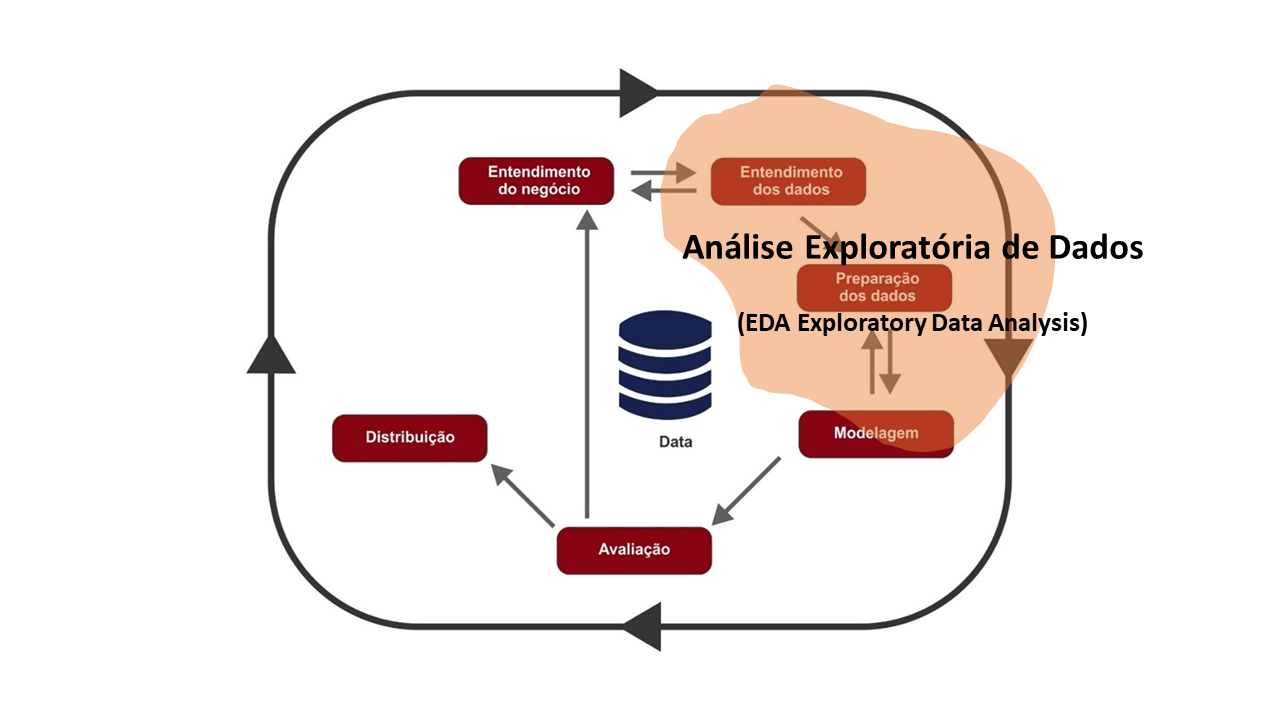 Entendimento
do negócio
Entendimento
dos dados
Análise Exploratória de Dados
Preparação
dos dados
(EDA Exploratory Data Analysis)
Data
Distribuição
Modelagem
Avaliação